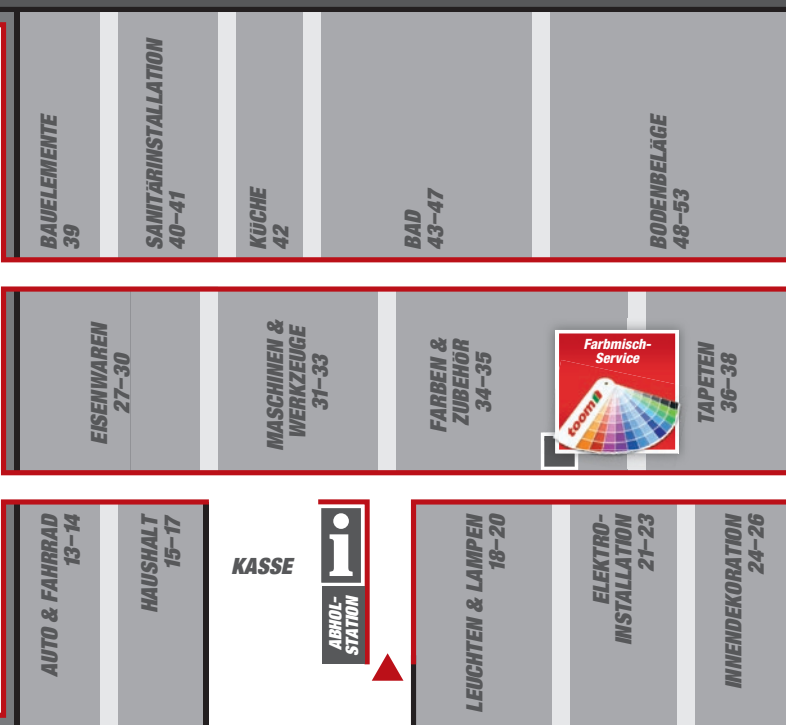 BAUELEMENTE
39
SANITÄRINSTALLATION
40–41
KÜCHE
42
BAD
43–47
BODENBELÄGE
48–53
EISENWAREN
27–30
MASCHINEN &
WERKZEUGE
31–33
FARBEN &
ZUBEHÖR
34–35
Farbmisch-
Service
toom
TAPETEN
36–38
AUTO & FAHRRAD
13–14
HAUSHALT
15–17
KASSE
i
ABHOL-
STATION
LEUCHTEN & LAMPEN
18–20
ELEKTRO-
INSTALLATION
21–23
INNENDEKORATION
24–26